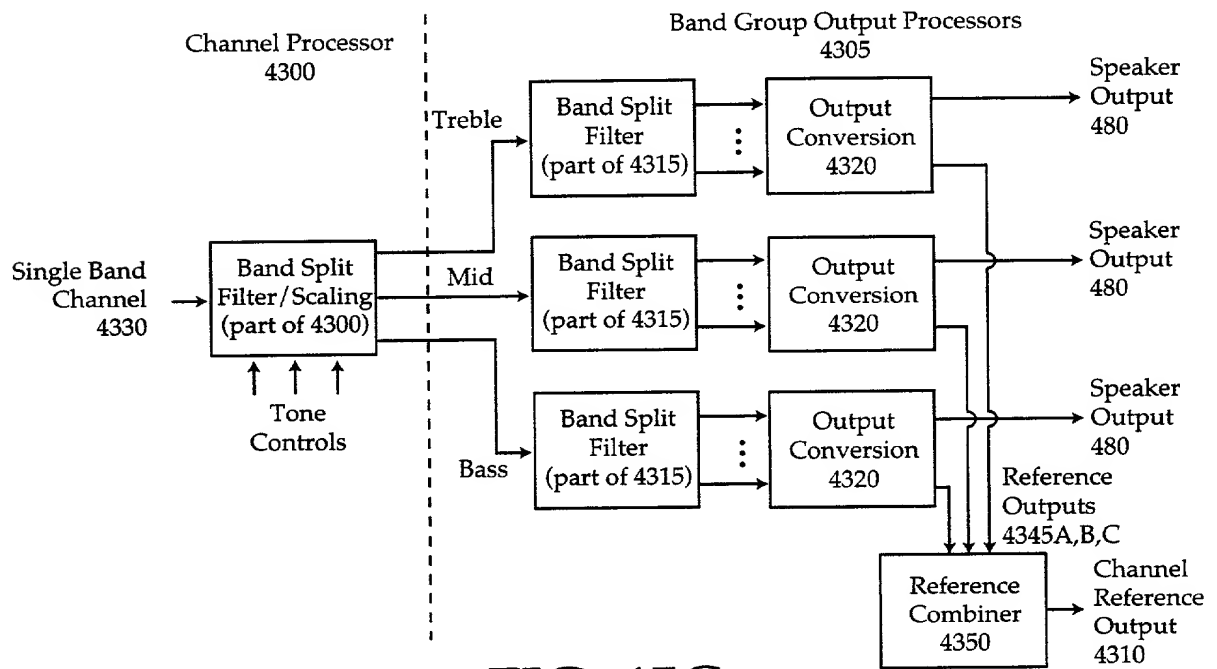 Channel Processor
4300
Band Group Output Processors
4305
Treble
Band Split
Filter
(part of 4315)
Output
Conversion
4320
Speaker
Output
480
Single Band
Channel
4330
Band Split
Filter/Scaling
(part of 4300)
Tone
Controls
Mid
Band Split
Filter
(part of 4315)
Output
Conversion
4320
Speaker
Output
480
Bass
Band Split
Filter
(part of 4315)
Output
Conversion
4320
Speaker
Output
480
Reference
Outputs
4345A,B,C
Reference
Combiner
4350
Channel
Reference
Output
4310